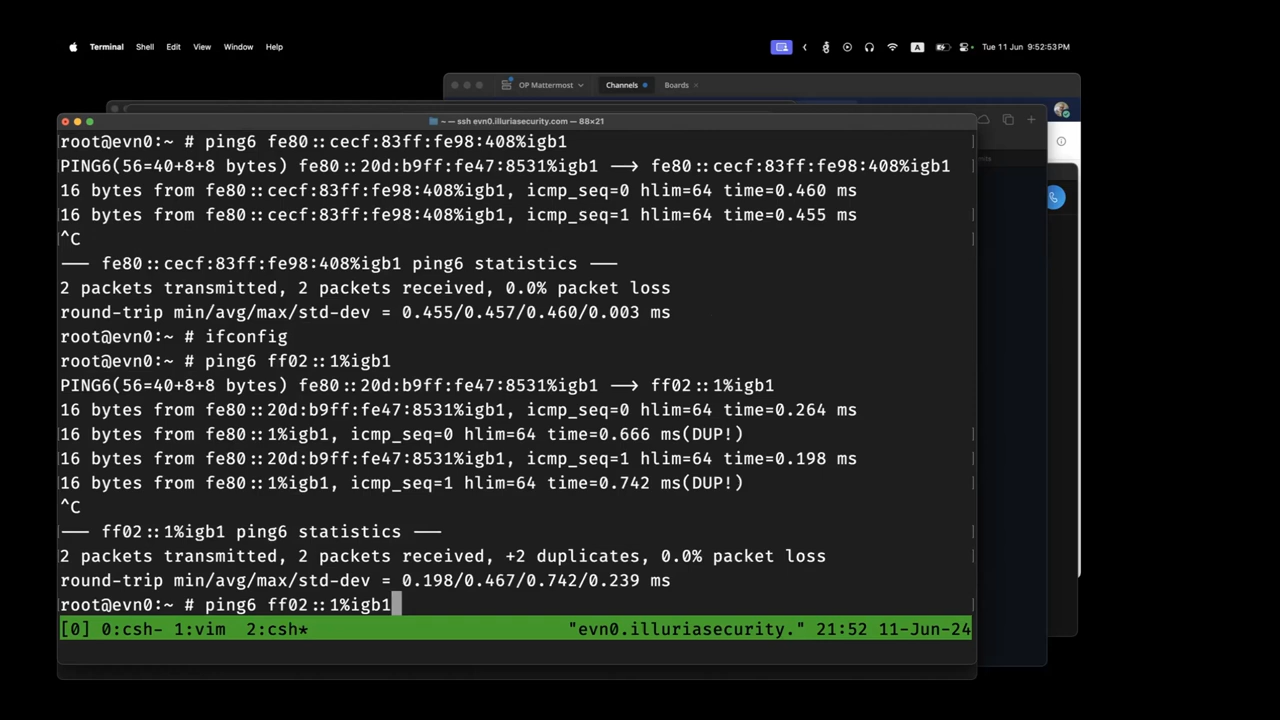 Terminal Shell Edit View Window Help A Tue 11 Jun 9:52:53 PM
OP Mattermost Channels Boards
~ — ssh evn0.illuriasecurity.com — 88×21
root@evn0:~ # ping6 fe80::cecf:83ff:fe98:408%igb1
PING6(56=40+8+8 bytes) fe80::20d:b9ff:fe47:8531%igb1 --> fe80::cecf:83ff:fe98:408%igb1
16 bytes from fe80::cecf:83ff:fe98:408%igb1, icmp_seq=0 hlim=64 time=0.460 ms
16 bytes from fe80::cecf:83ff:fe98:408%igb1, icmp_seq=1 hlim=64 time=0.455 ms
^C
--- fe80::cecf:83ff:fe98:408%igb1 ping6 statistics ---
2 packets transmitted, 2 packets received, 0.0% packet loss
round-trip min/avg/max/std-dev = 0.455/0.457/0.460/0.003 ms
root@evn0:~ # ifconfig
root@evn0:~ # ping6 ff02::1%igb1
PING6(56=40+8+8 bytes) fe80::20d:b9ff:fe47:8531%igb1 --> ff02::1%igb1
16 bytes from fe80::20d:b9ff:fe47:8531%igb1, icmp_seq=0 hlim=64 time=0.264 ms
16 bytes from fe80::1%igb1, icmp_seq=0 hlim=64 time=0.666 ms(DUP!)
16 bytes from fe80::20d:b9ff:fe47:8531%igb1, icmp_seq=1 hlim=64 time=0.198 ms
16 bytes from fe80::1%igb1, icmp_seq=1 hlim=64 time=0.742 ms(DUP!)
^C
--- ff02::1%igb1 ping6 statistics ---
2 packets transmitted, 2 packets received, +2 duplicates, 0.0% packet loss
round-trip min/avg/max/std-dev = 0.198/0.467/0.742/0.239 ms
root@evn0:~ # ping6 ff02::1%igb1
[0] 0:csh- 1:vim 2:csh* "evn0.illuriasecurity." 21:52 11-Jun-24